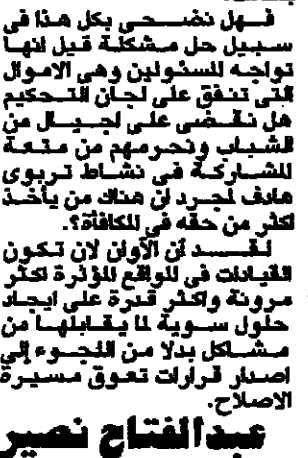 فهل نضحى بكل هذا فى
سبيل حل مشكلة قيل انها
تواجه المسئولين وهى الاموال
التى تنفق على لجان التحكيم
هل نقضى على اجيال من
الشباب ونحرمهم من متعة
المشاركة فى نشاط تربوى
هادف لمجرد ان هناك من يأخذ
اكثر من حقه فى المكافأة؟.
لقد آن الأوان لان تكون
القيادات فى المواقع المؤثرة اكثر
مرونة واكثر قدرة على ايجاد
حلول سوية لما يقابلها من
مشاكل بدلا من اللجوء إلى
اصدار قرارات تعوق مسيرة
الاصلاح.
عبدالفتاح نصير